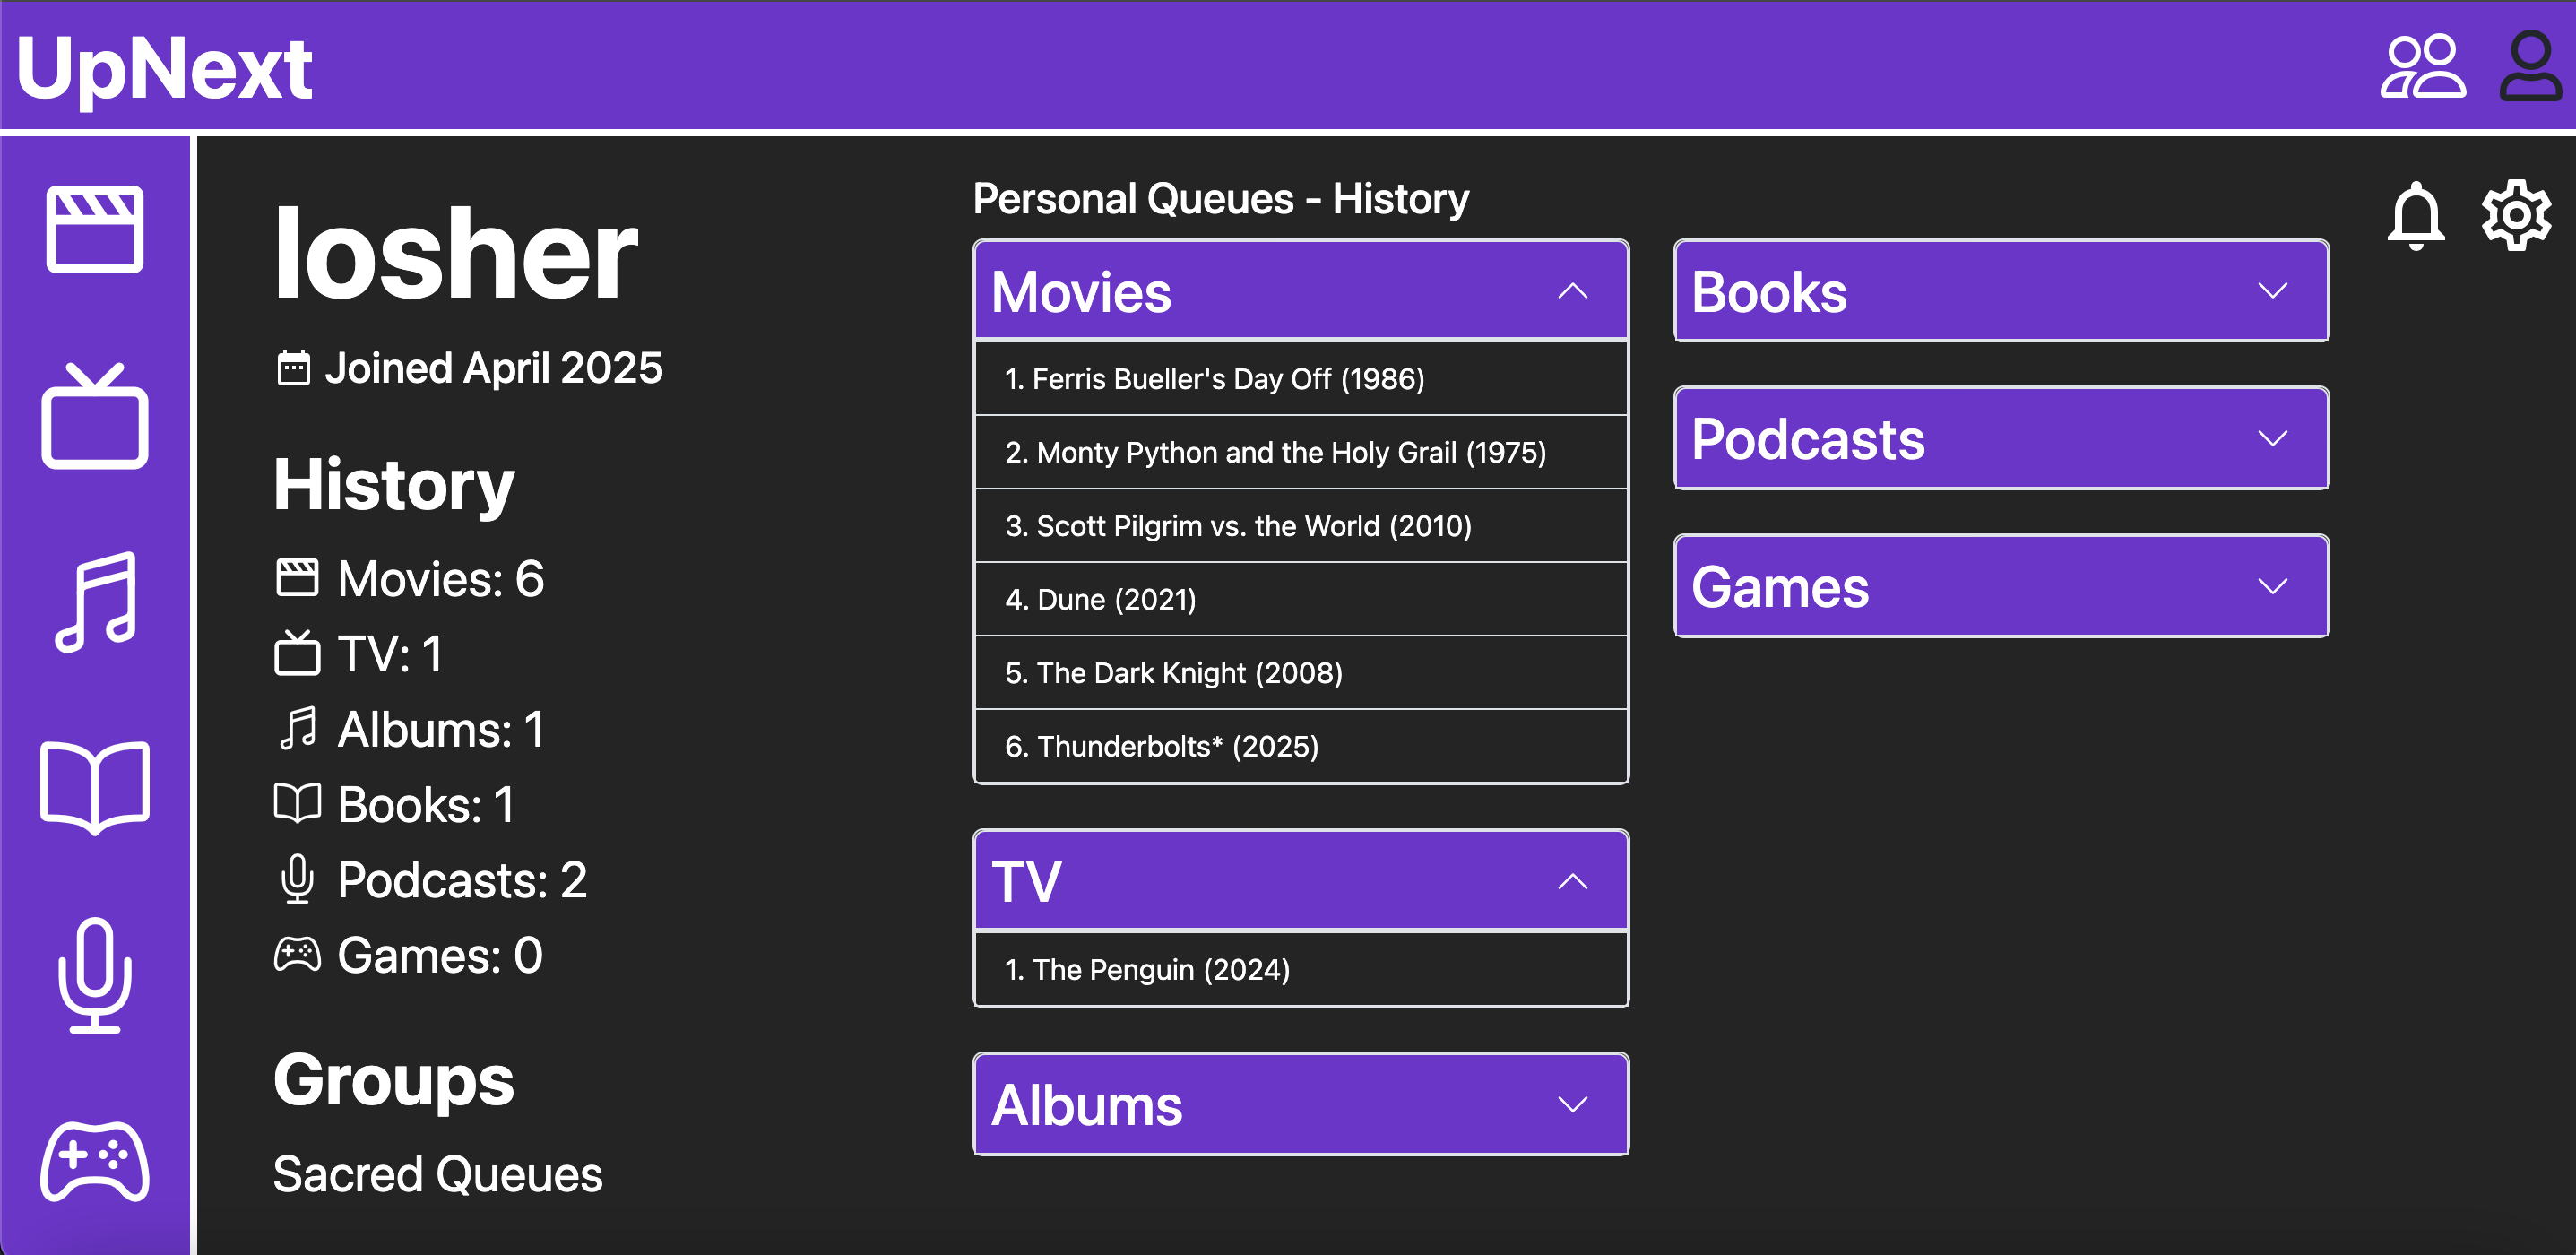 UpNext
losher
Joined April 2025
History
Movies: 6
TV: 1
Albums: 1
Books: 1
Podcasts: 2
Games: 0
Groups
Sacred Queues
Personal Queues - History
Movies
1. Ferris Bueller's Day Off (1986)
2. Monty Python and the Holy Grail (1975)
3. Scott Pilgrim vs. the World (2010)
4. Dune (2021)
5. The Dark Knight (2008)
6. Thunderbolts* (2025)
TV
1. The Penguin (2024)
Albums
Books
Podcasts
Games